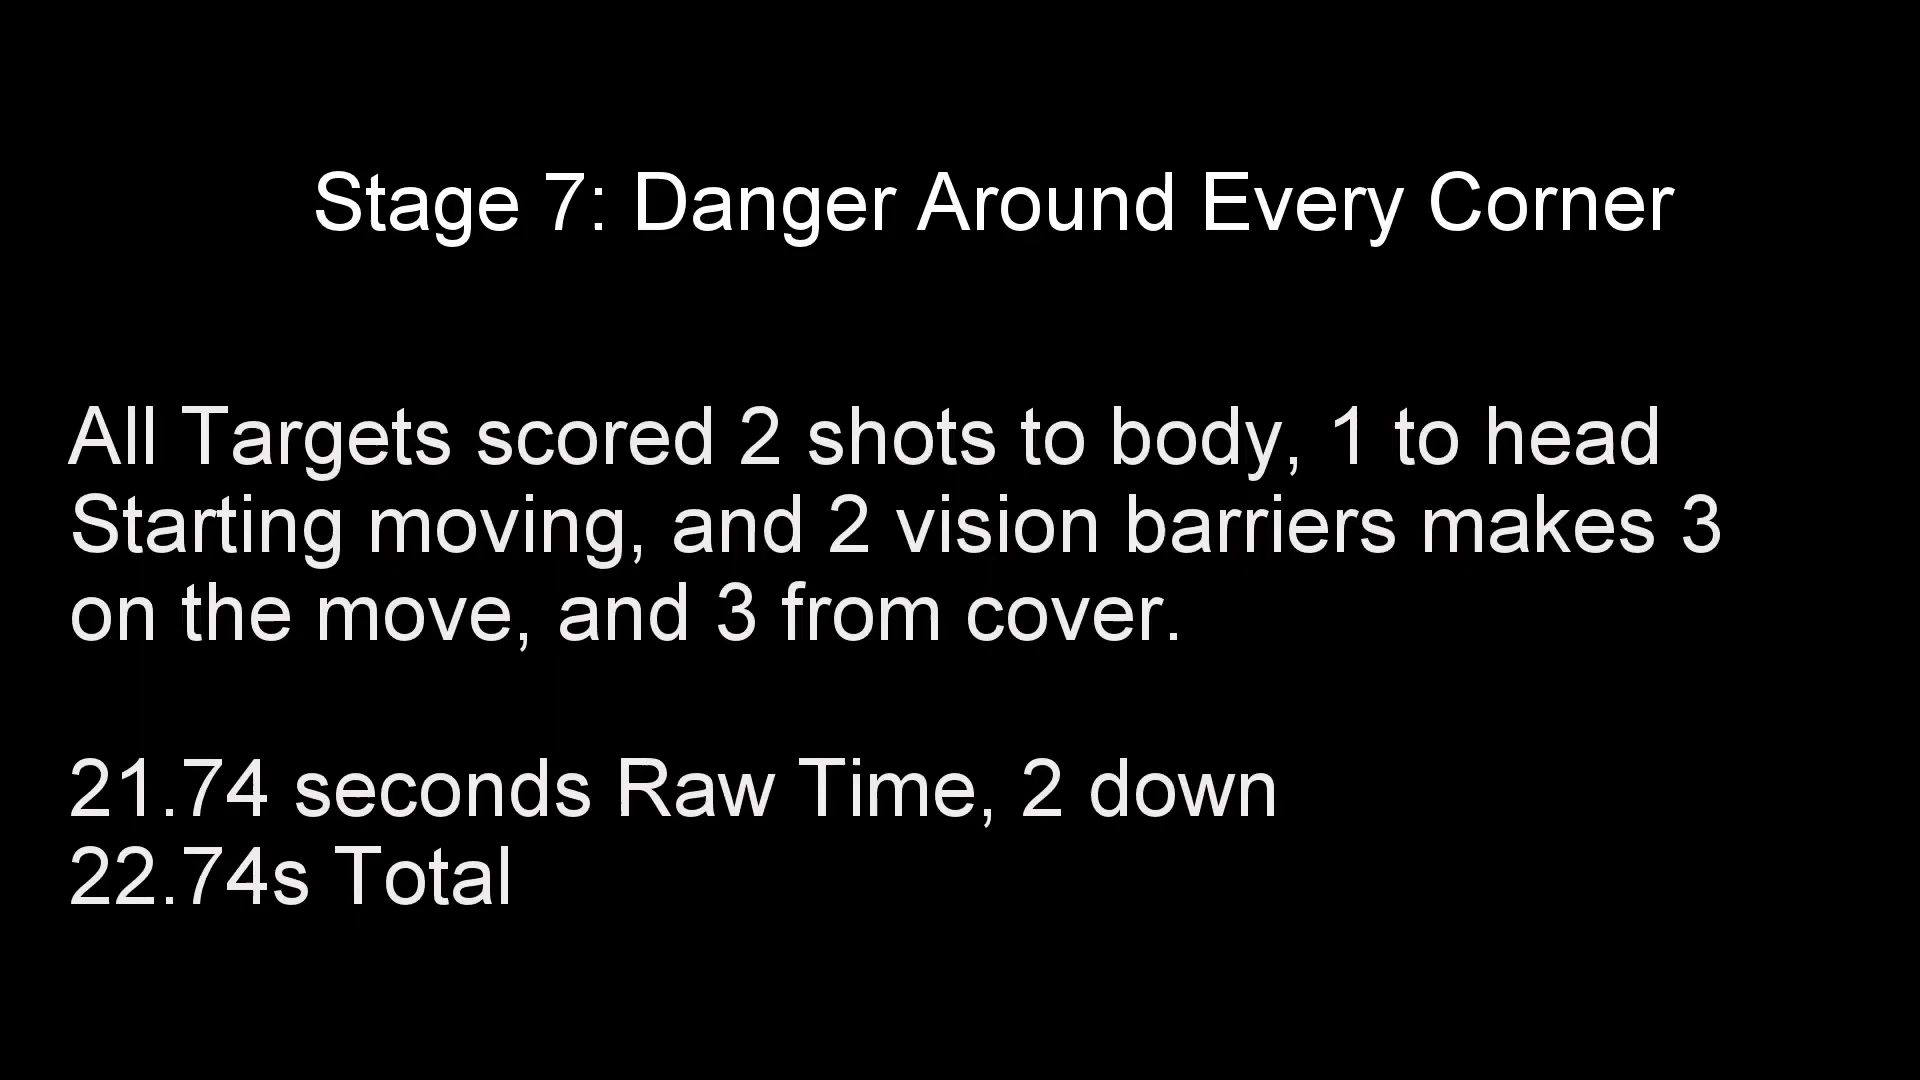 Stage 7: Danger Around Every Corner
All Targets scored 2 shots to body, 1 to head
Starting moving, and 2 vision barriers makes 3
on the move, and 3 from cover.
21.74 seconds Raw Time, 2 down
22.74s Total